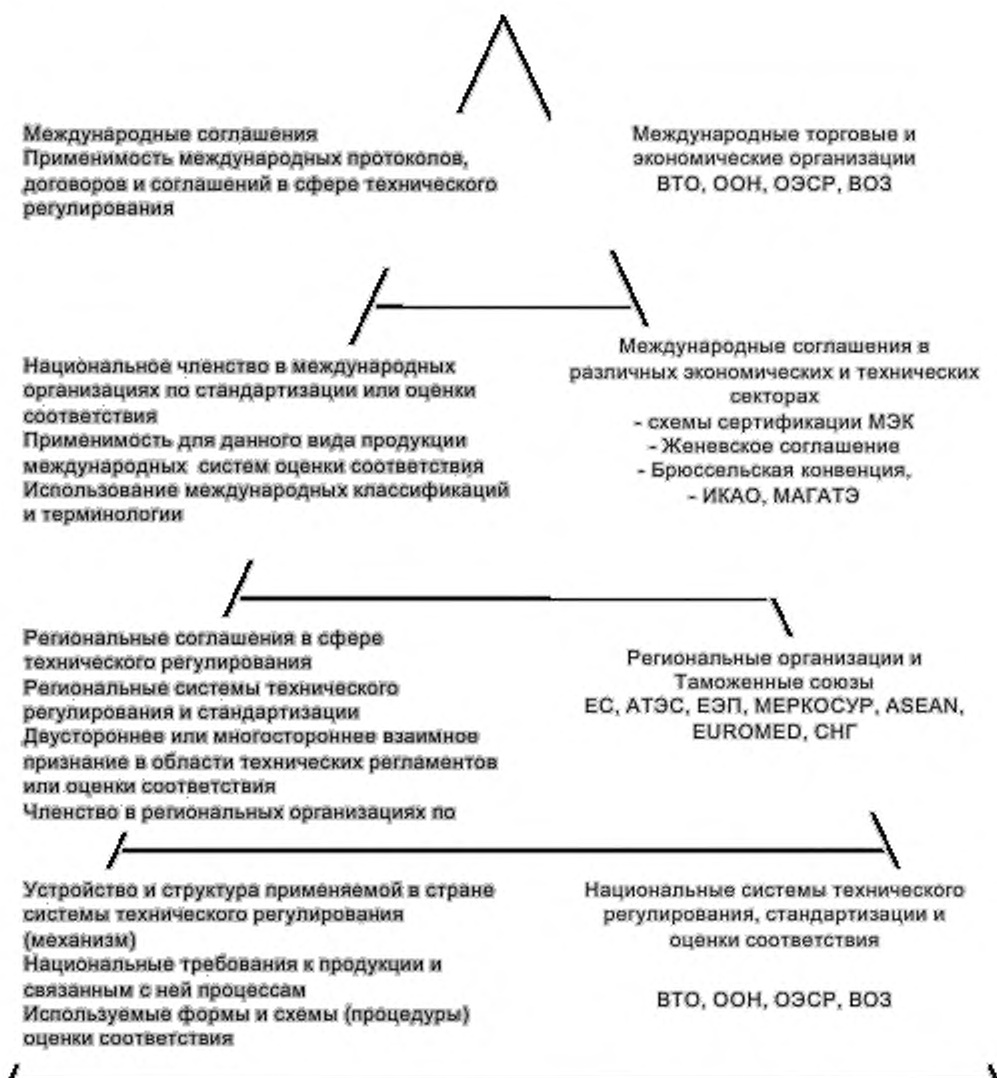 Международные соглашения
Применимость международных протоколов,
договоров и соглашений в сфере технического
регулирования
Международные торговые и
экономические организации
ВТО, ООН, ОЭСР, ВОЗ
Национальное членство в международных
организациях по стандартизации или оценки
соответствия
Применимость для данного вида продукции
международных систем оценки соответствия
Использование международных классификаций
и терминологии
Международные соглашения в
различных экономических и технических
секторах
- схемы сертификации МЭК
- Женевское соглашение
- Брюссельская конвенция,
- ИКАО, МАГАТЭ
Региональные соглашения в сфере
технического регулирования
Региональные системы технического
регулирования и стандартизации
Двустороннее или многостороннее взаимное
признание в области технических регламентов
или оценки соответствия
Членство в региональных организациях по
Региональные организации и
Таможенные союзы
ЕС, АТЭС, ЕЭП, МЕРКОСУР, ASEAN,
EUROMED, СНГ
Устройство и структура применяемой в стране
системы технического регулирования
(механизм)
Национальные требования к продукции и
связанным с ней процессам
Используемые формы и схемы (процедуры)
оценки соответствия
Национальные системы технического
регулирования, стандартизации и
оценки соответствия
ВТО, ООН, ОЭСР, ВОЗ